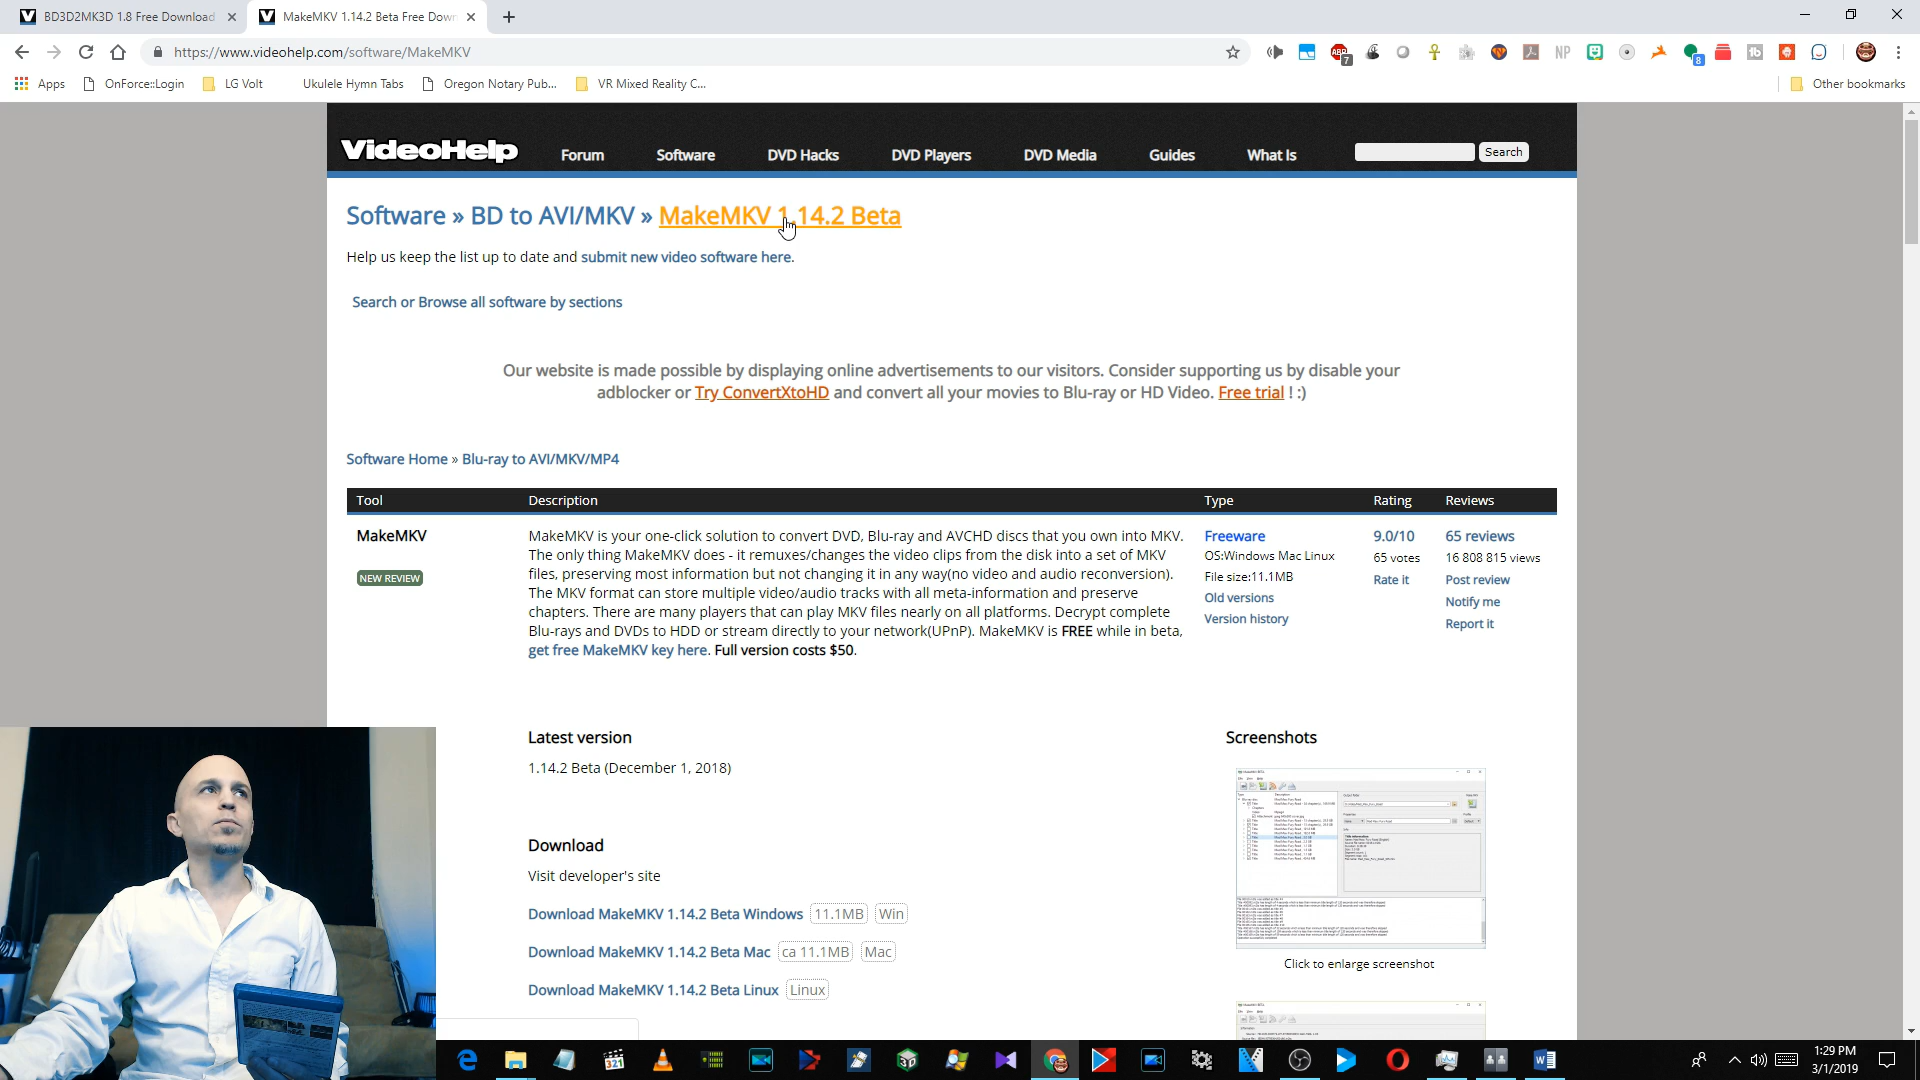 BD3D2MK3D 1.8 Free Download
MakeMKV 1.14.2 Beta Free Down
https://www.videohelp.com/software/MakeMKV
ABP
7
NP
8
Apps
OnForce::Login
LG Volt
Ukulele Hymn Tabs
Oregon Notary Pub...
VR Mixed Reality C...
Other bookmarks
VideoHelp
Forum
Software
DVD Hacks
DVD Players
DVD Media
Guides
What Is
Search
Software » BD to AVI/MKV » MakeMKV 1.14.2 Beta
Help us keep the list up to date and submit new video software here.
Search or Browse all software by sections
Our website is made possible by displaying online advertisements to our visitors. Consider supporting us by disable your
adblocker or Try ConvertXtoHD and convert all your movies to Blu-ray or HD Video. Free trial ! :)
Software Home » Blu-ray to AVI/MKV/MP4
Tool Description Type Rating Reviews
MakeMKV
NEW REVIEW
MakeMKV is your one-click solution to convert DVD, Blu-ray and AVCHD discs that you own into MKV.
The only thing MakeMKV does - it remuxes/changes the video clips from the disk into a set of MKV
files, preserving most information but not changing it in any way(no video and audio reconversion).
The MKV format can store multiple video/audio tracks with all meta-information and preserve
chapters. There are many players that can play MKV files nearly on all platforms. Decrypt complete
Blu-rays and DVDs to HDD or stream directly to your network(UPnP). MakeMKV is FREE while in beta,
get free MakeMKV key here. Full version costs $50.
Freeware
OS:Windows Mac Linux
File size:11.1MB
Old versions
Version history
9.0/10
65 votes
Rate it
65 reviews
16 808 815 views
Post review
Notify me
Report it
Latest version
1.14.2 Beta (December 1, 2018)
Download
Visit developer's site
Download MakeMKV 1.14.2 Beta Windows 11.1MB Win
Download MakeMKV 1.14.2 Beta Mac ca 11.1MB Mac
Download MakeMKV 1.14.2 Beta Linux Linux
Screenshots
Click to enlarge screenshot
321
1:29 PM
3/1/2019